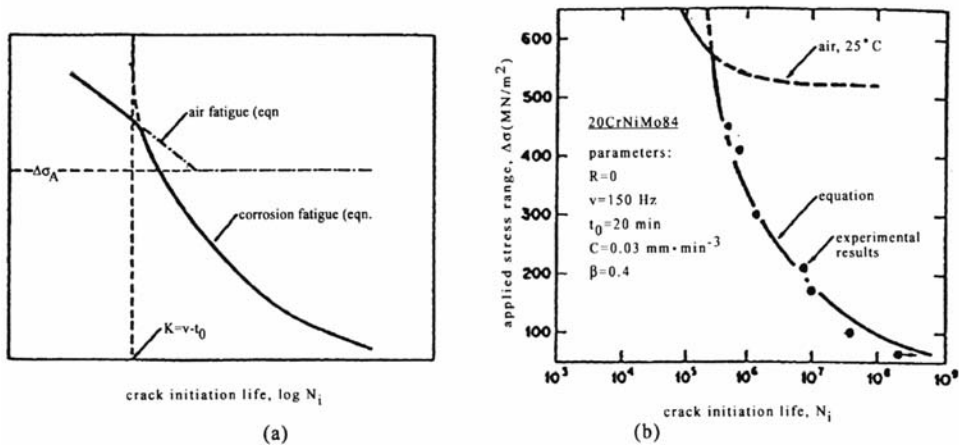 air fatigue (eqn
Δσ_A
corrosion fatigue (eqn.
K=ν-t₀
crack initiation life, log Nᵢ
(a)
applied stress range, Δσ(MN/m²)
600
500
400
300
200
100
air, 25°C
20CrNiMo84
parameters:
R=0
ν=150 Hz
t₀=20 min
C=0.03 mm·min⁻³
β=0.4
equation
experimental
results
10³ 10⁴ 10⁵ 10⁶ 10⁷ 10⁸ 10⁹
crack initiation life, Nᵢ
(b)